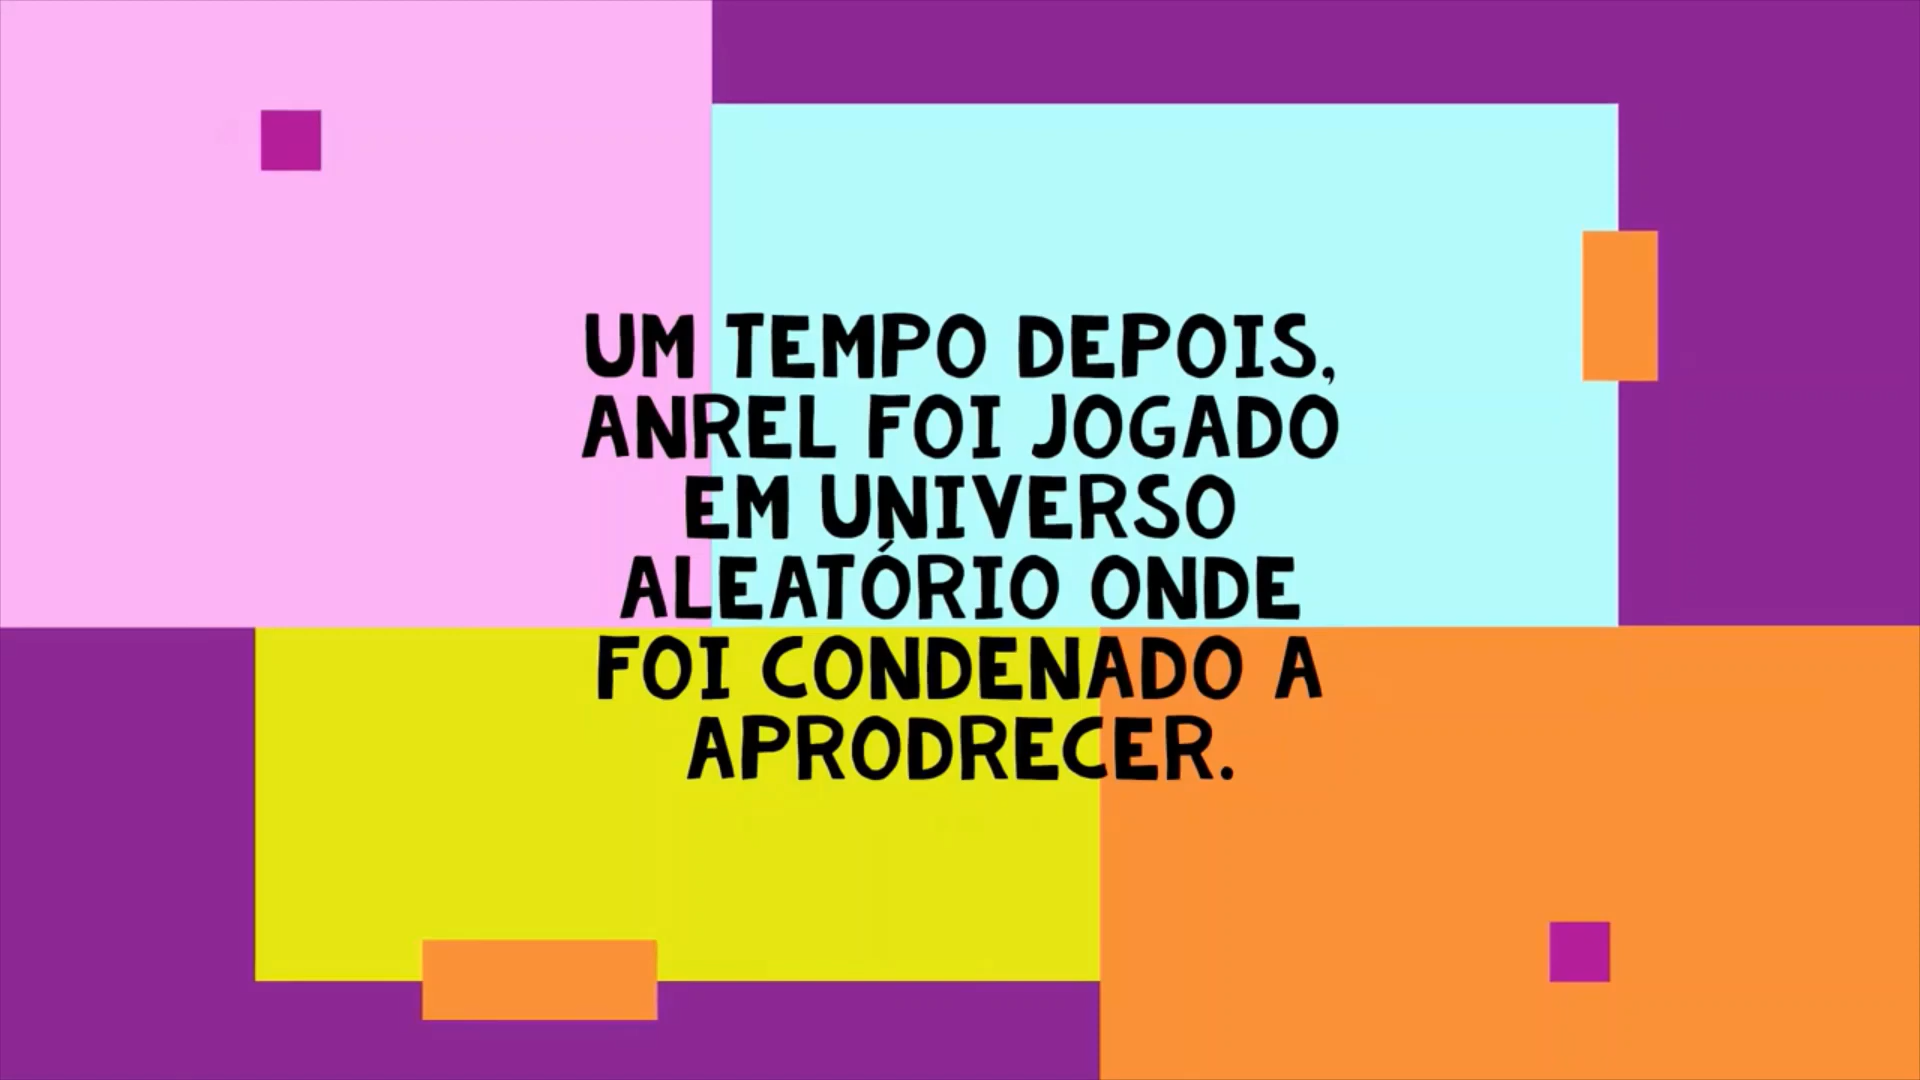 UM TEMPO DEPOIS,
ANREL FOI JOGADO
EM UNIVERSO
ALEATÓRIO ONDE
FOI CONDENADO A
APRODRECER.